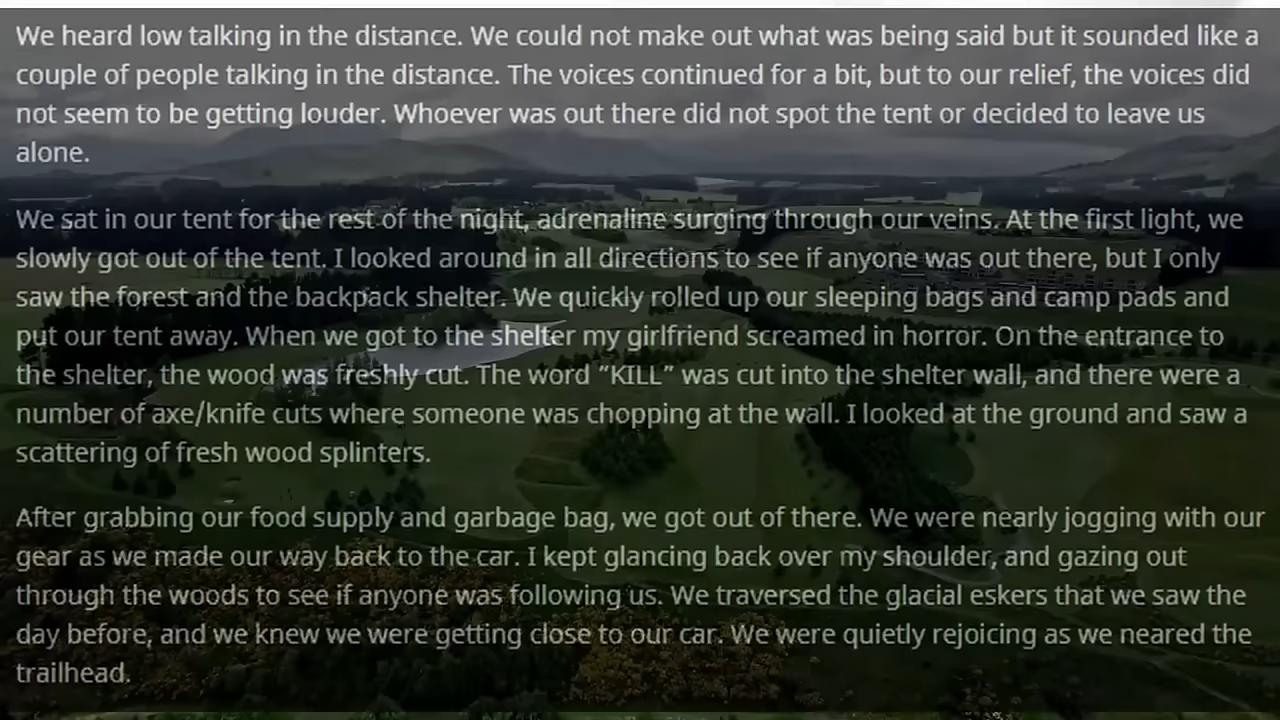 We heard low talking in the distance. We could not make out what was being said but it sounded like a
couple of people talking in the distance. The voices continued for a bit, but to our relief, the voices did
not seem to be getting louder. Whoever was out there did not spot the tent or decided to leave us
alone.
We sat in our tent for the rest of the night, adrenaline surging through our veins. At the first light, we
slowly got out of the tent. I looked around in all directions to see if anyone was out there, but I only
saw the forest and the backpack shelter. We quickly rolled up our sleeping bags and camp pads and
put our tent away. When we got to the shelter my girlfriend screamed in horror. On the entrance to
the shelter, the wood was freshly cut. The word “KILL” was cut into the shelter wall, and there were a
number of axe/knife cuts where someone was chopping at the wall. I looked at the ground and saw a
scattering of fresh wood splinters.
After grabbing our food supply and garbage bag, we got out of there. We were nearly jogging with our
gear as we made our way back to the car. I kept glancing back over my shoulder, and gazing out
through the woods to see if anyone was following us. We traversed the glacial eskers that we saw the
day before, and we knew we were getting close to our car. We were quietly rejoicing as we neared the
trailhead.